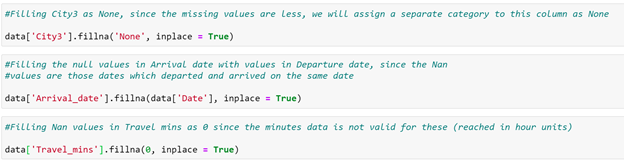 #Filling City3 as None, since the missing values are less, we will assign a separate category to this column as None
data['City3'].fillna('None', inplace = True)
#Filling the null values in Arrival date with values in Departure date, since the Nan
#values are those dates which departed and arrived on the same date
data['Arrival_date'].fillna(data['Date'], inplace = True)
#Filling Nan values in Travel mins as 0 since the minutes data is not valid for these (reached in hour units)
data['Travel_mins'].fillna(0, inplace = True)